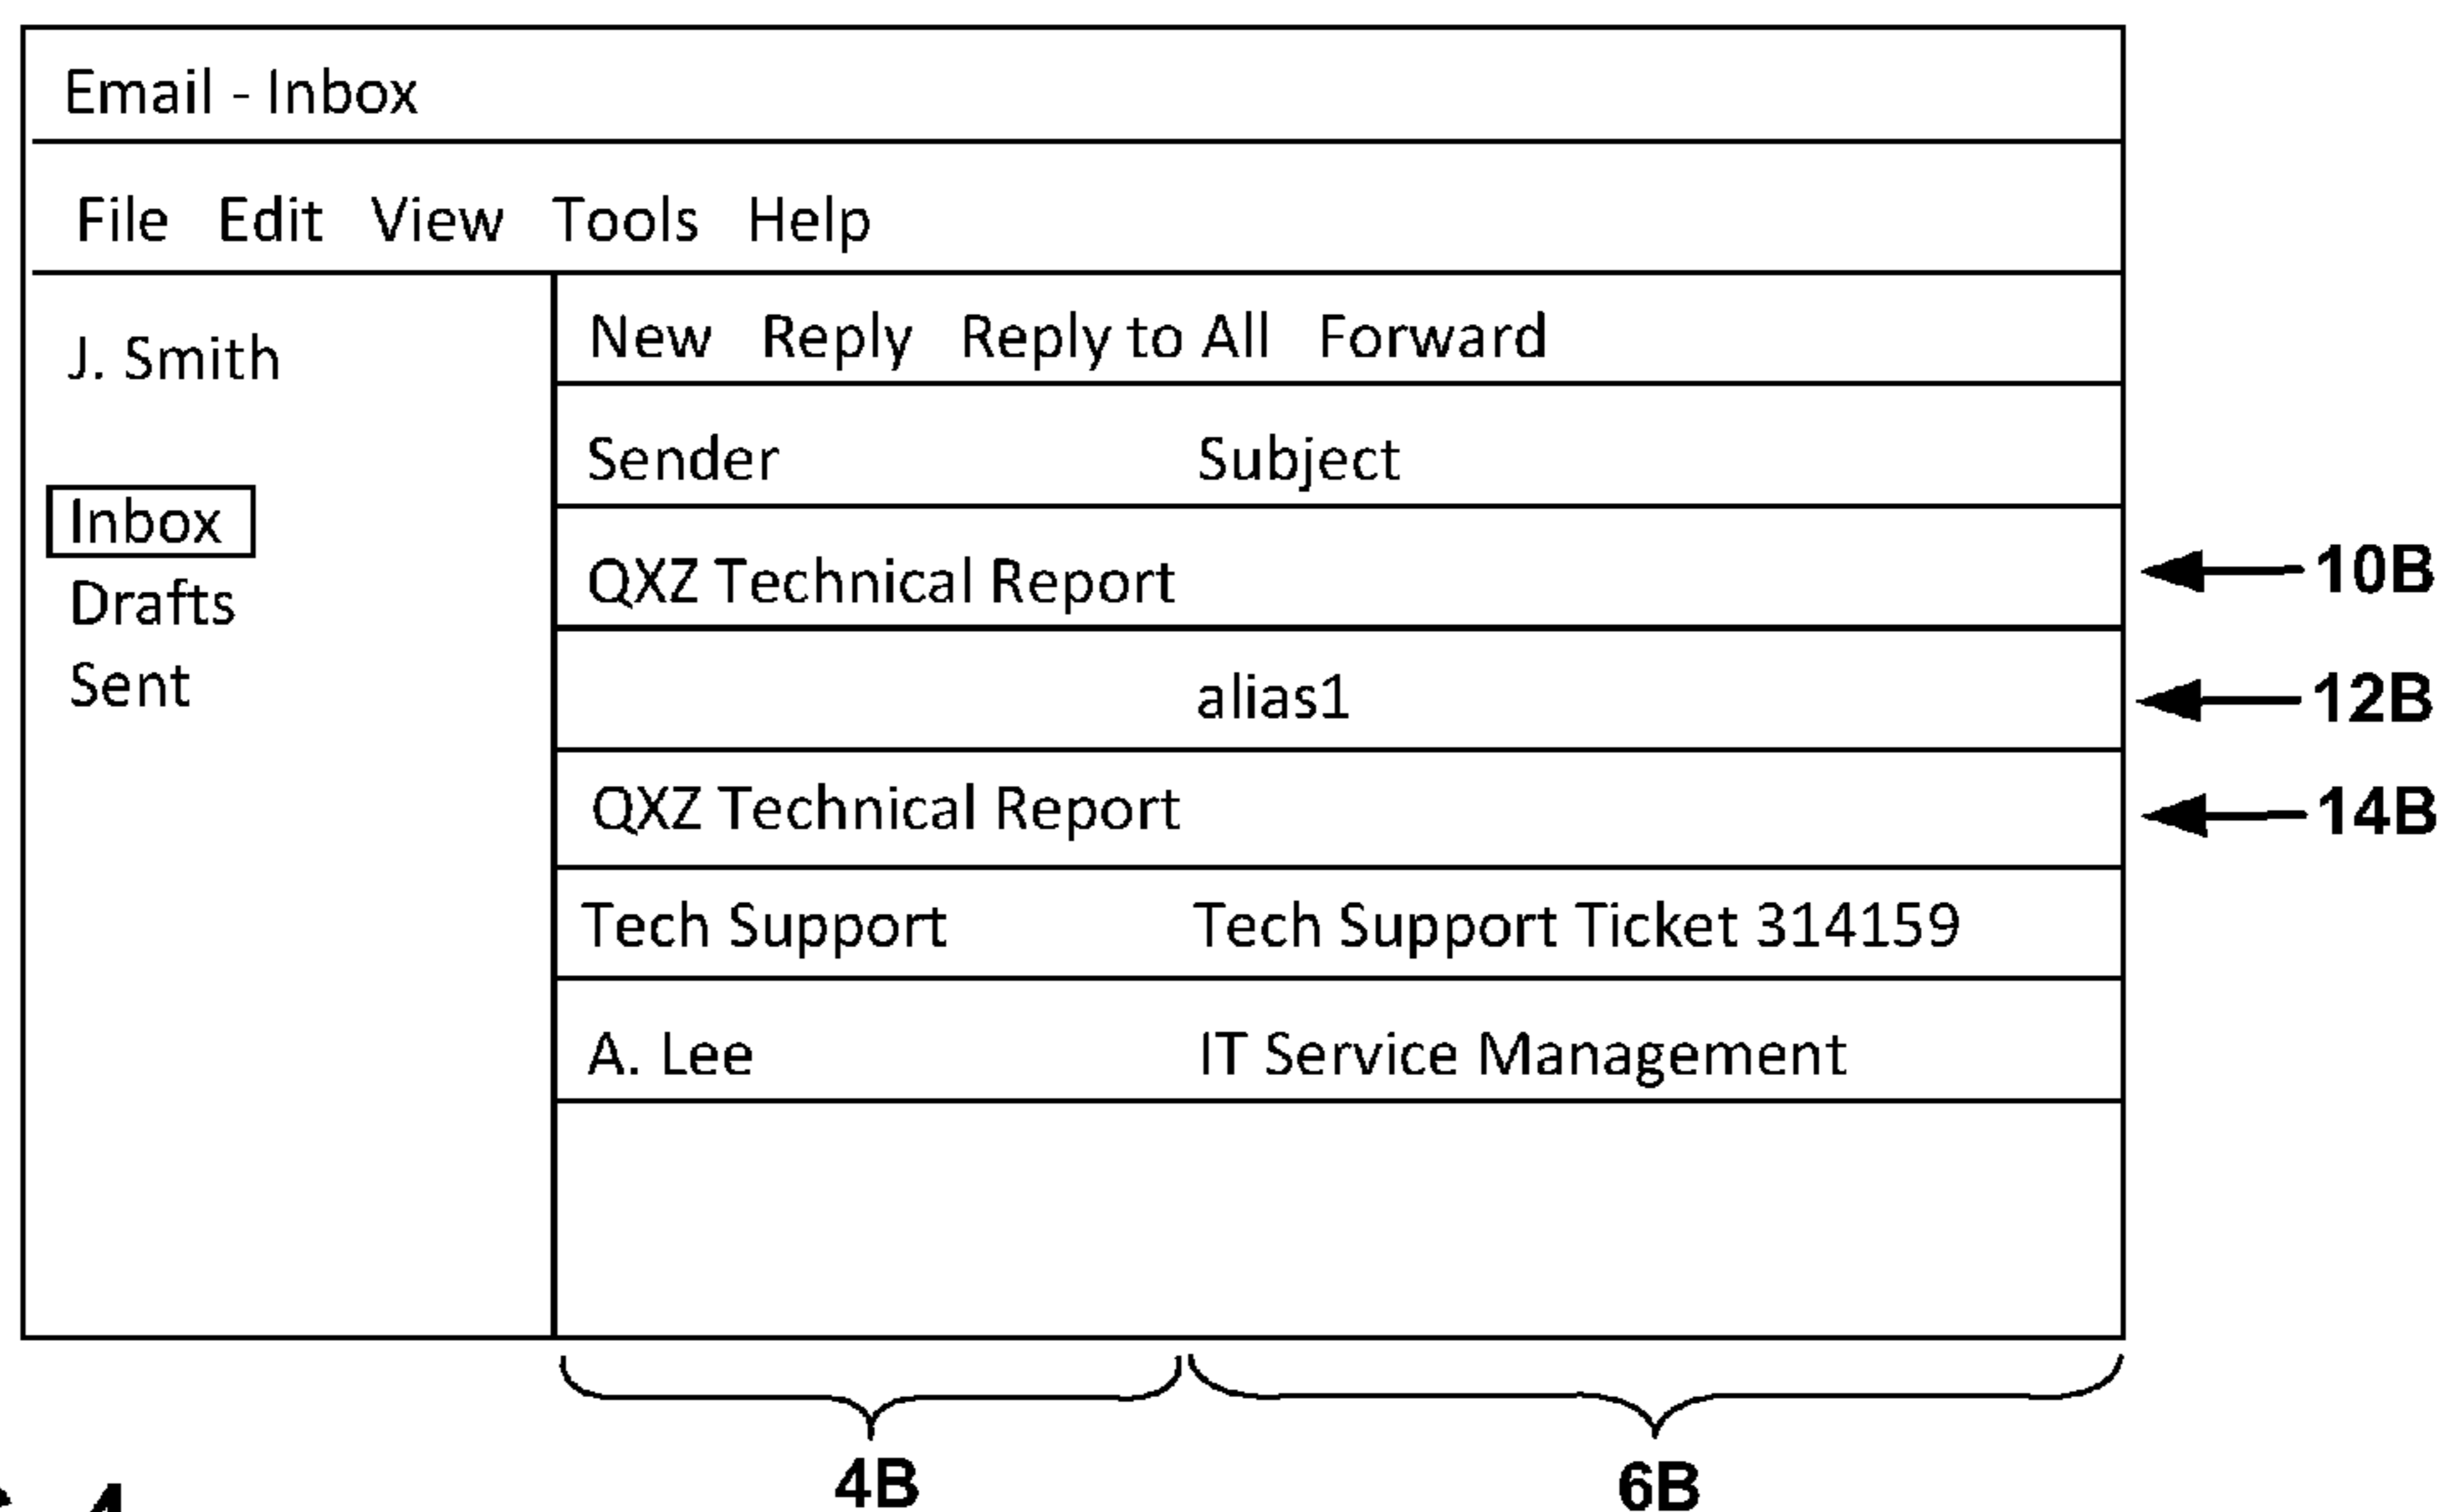 Email - Inbox
File Edit View Tools Help
J. Smith
Inbox
Drafts
Sent
New Reply Reply to All Forward
Sender Subject
QXZ Technical Report
alias1
QXZ Technical Report
Tech Support Tech Support Ticket 314159
A. Lee IT Service Management
10B
12B
14B
4B 6B